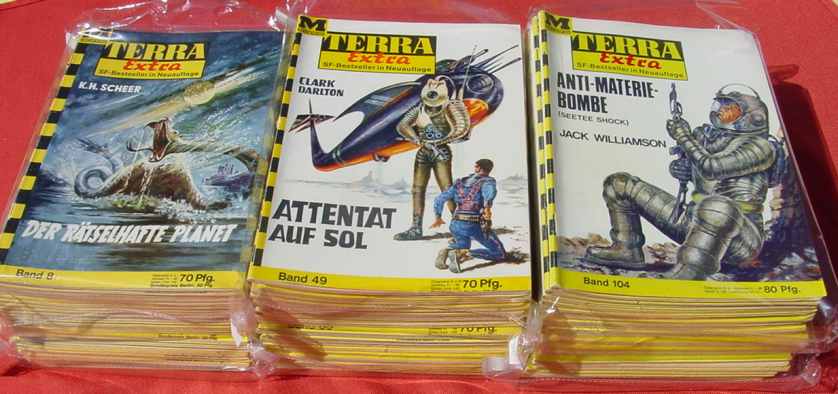 M
TERRA
Extra
SF-Bestseller in Neuauflage
K.H. SCHEER
DER RÄTSELHAFTE PLANET
Band 8
70 Pfg.
M
TERRA
Extra
SF-Bestseller in Neuauflage
CLARK
DARLTON
ATTENTAT
AUF SOL
Band 49
70 Pfg.
70 Pfg.
M
TERRA
Extra
SF-Bestseller in Neuauflage
ANTI-MATERIE-
BOMBE
(SEETEE SHOCK)
JACK WILLIAMSON
Band 104
80 Pfg.